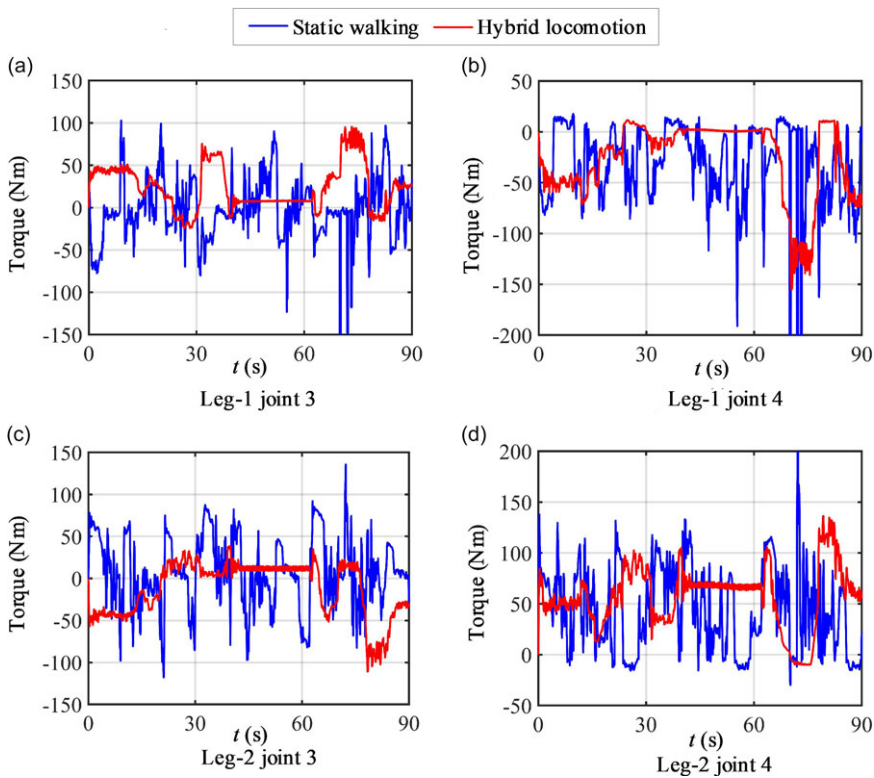 Static walking Hybrid locomotion
(a) (b)
150
100
50
0
-50
-100
-150
Torque (Nm)
0 30 60 90
t (s)
Leg-1 joint 3
50
0
-50
-100
-150
-200
Torque (Nm)
0 30 60 90
t (s)
Leg-1 joint 4
(c) (d)
150
100
50
0
-50
-100
-150
Torque (Nm)
0 30 60 90
t (s)
Leg-2 joint 3
200
150
100
50
0
-50
Torque (Nm)
0 30 60 90
t (s)
Leg-2 joint 4